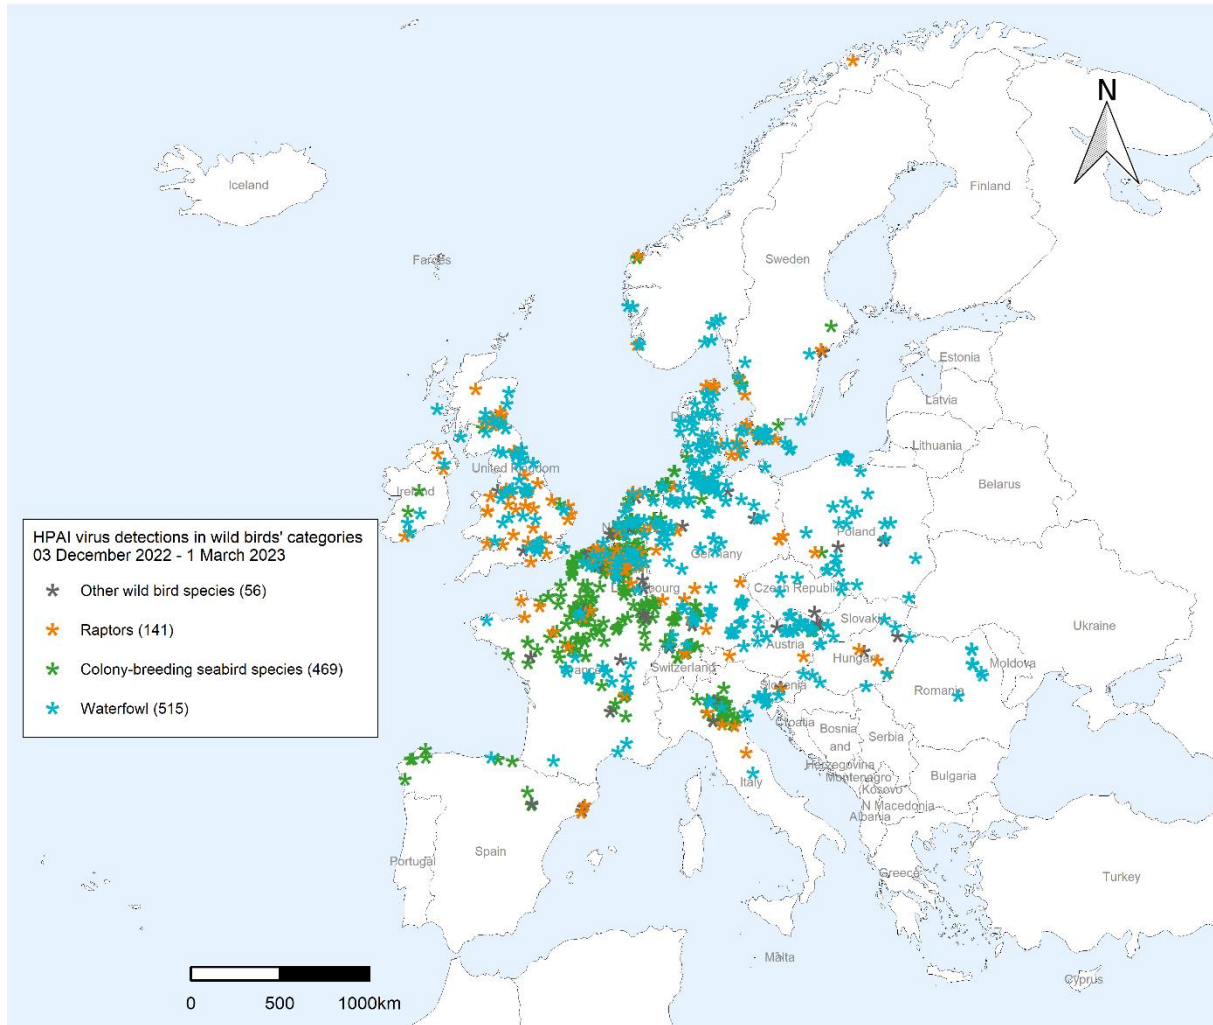 N
Iceland
Finland
Faroes
Sweden
Estonia
Latvia
Lithuania
United Kingdom
Ireland
Belarus
HPAI virus detections in wild birds' categories
03 December 2022 - 1 March 2023
Other wild bird species (56)
Raptors (141)
Colony-breeding seabird species (469)
Waterfowl (515)
Poland
Germany
Czech Republic
Ukraine
Slovaki
Austria
Moldova
Hungary
Switzerland
Slovenia
Romania
Croatia
Bosnia
and
Herzegovina
Serbia
Montenegro
Kosovo
Bulgaria
Italy
N Macedonia
Albania
Portugal
Spain
Greece
Turkey
Malta
Cyprus
0 500 1000km